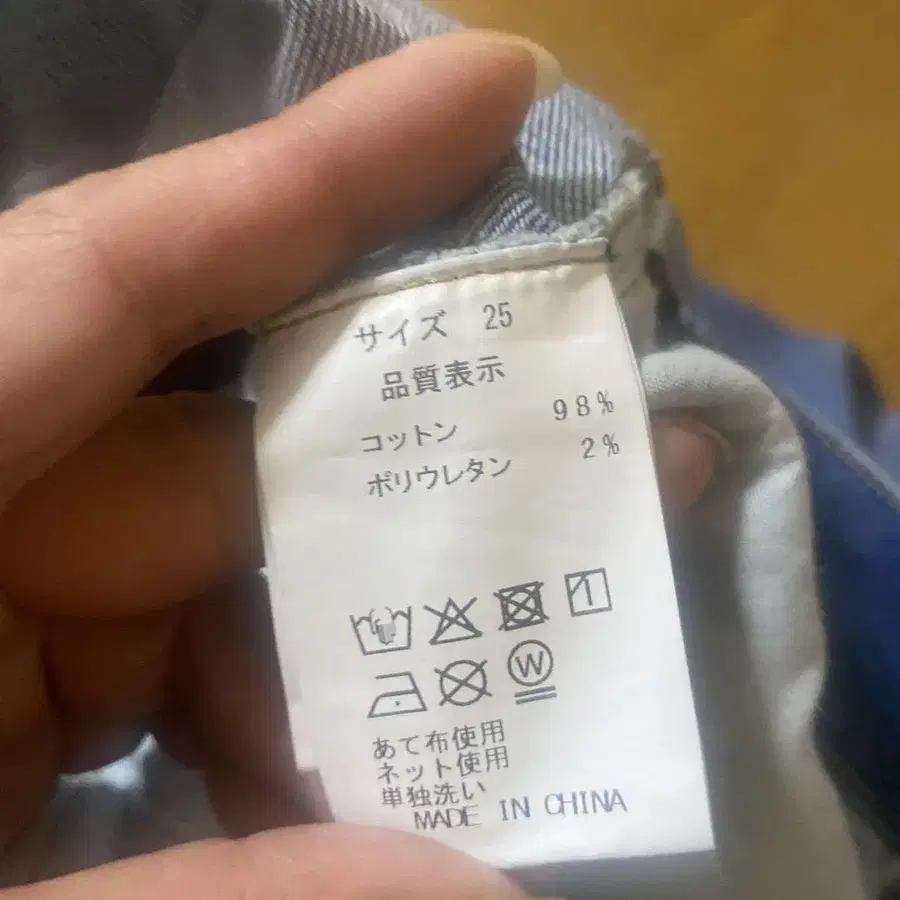 サイズ 25
品質表示
コットン 98%
ポリウレタン 2%
W
あて布使用
ネット使用
単独洗い
MADE IN CHINA